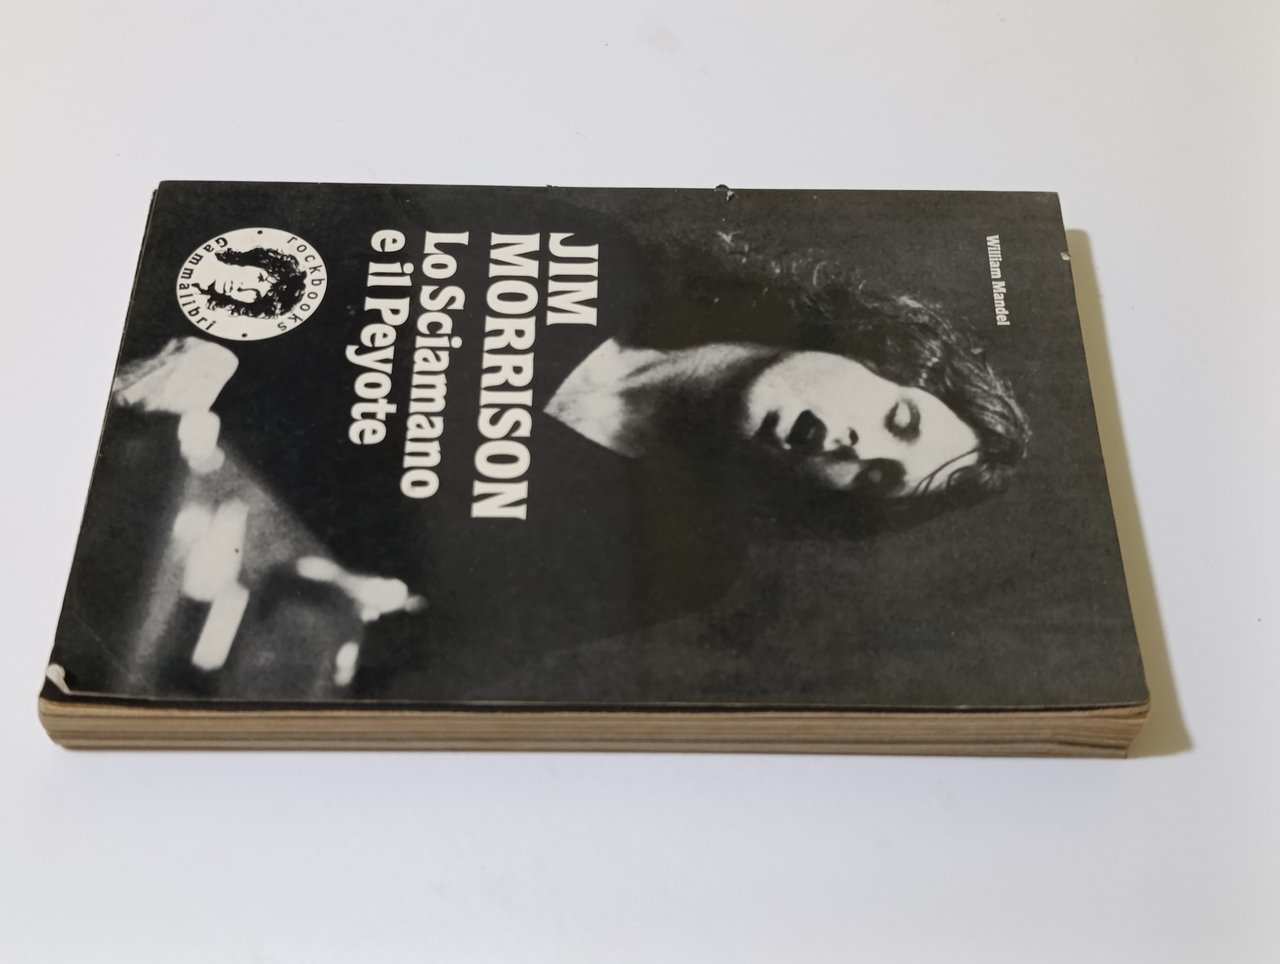 William Mandel
JIM
MORRISON
Lo Sciamano
e il Peyote
rockbooks
Gammalibri